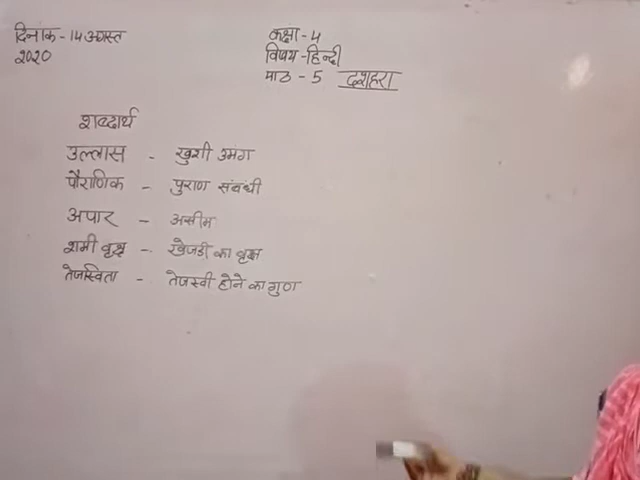 दिनांक - 14 अगस्त
2020
कक्षा - 4
विषय - हिन्दी
पाठ - 5 दशहरा
शब्दार्थ
उल्लास - खुशी उमंग
पौराणिक - पुराण संबंधी
अपार - असीम
शमी वृक्ष - खेजडी का वृक्ष
तेजस्विता - तेजस्वी होने का गुण